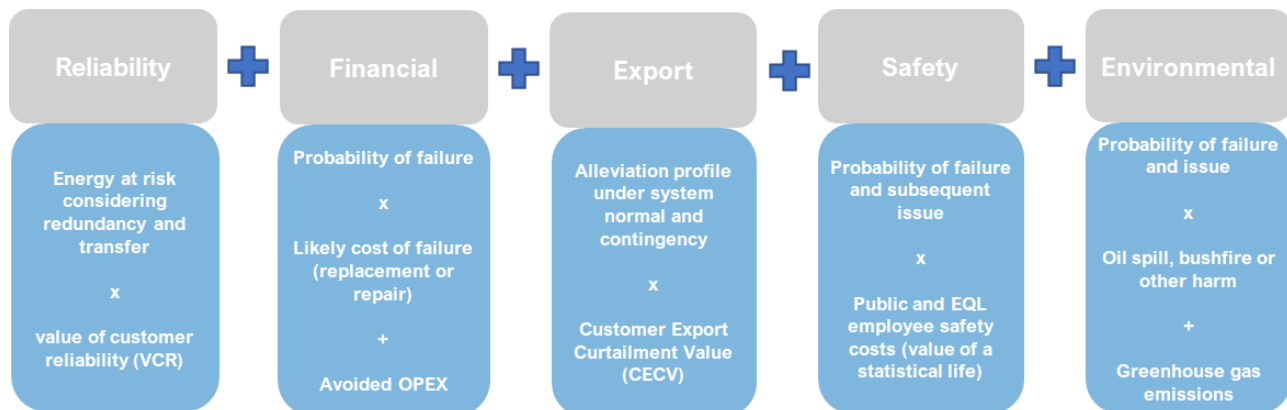 Reliability
Financial
Export
Safety
Environmental
Energy at risk
considering
redundancy and
transfer
x
value of customer
reliability (VCR)
Probability of failure
x
Likely cost of failure
(replacement or
repair)
+
Avoided OPEX
Alleviation profile
under system
normal and
contingency
x
Customer Export
Curtailment Value
(CECV)
Probability of failure
and subsequent
issue
x
Public and EQL
employee safety
costs (value of a
statistical life)
Probability of failure
and issue
x
Oil spill, bushfire or
other harm
+
Greenhouse gas
emissions